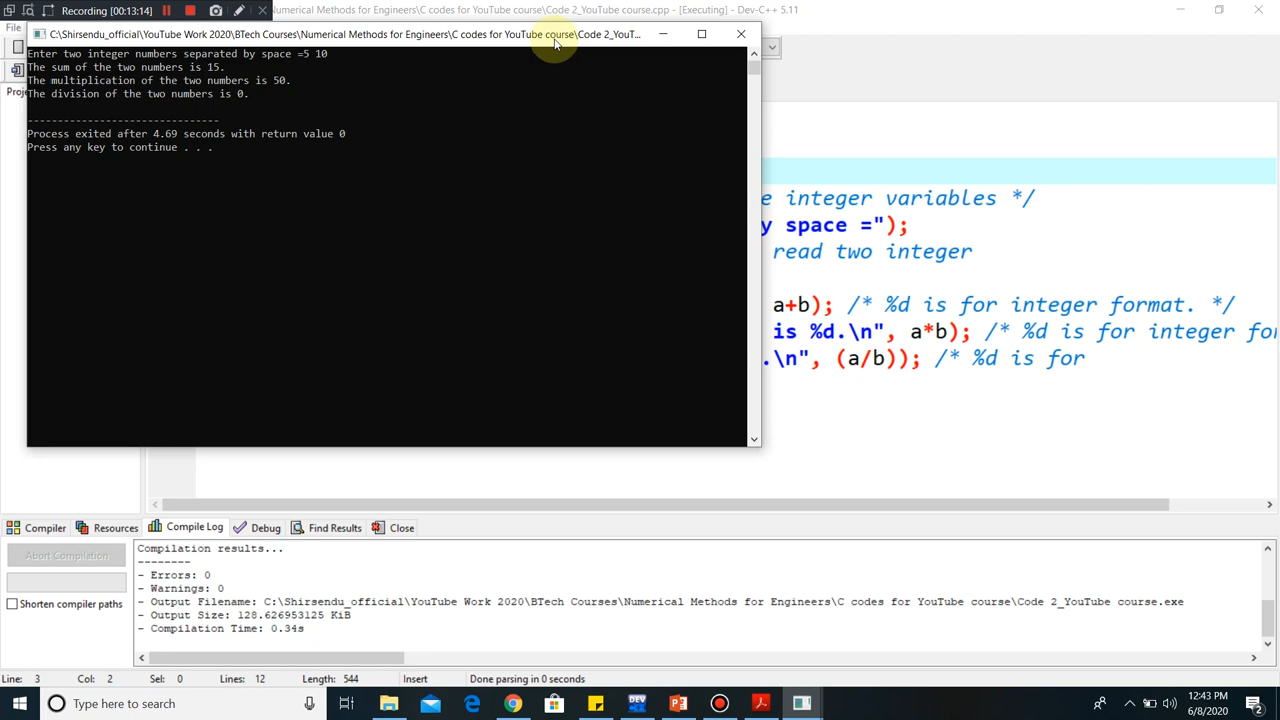 Recording [00:13:14]
Numerical Methods for Engineers\C codes for YouTube course\Code 2_YouTube course.cpp - [Executing] - Dev-C++ 5.11
File
C:\Shirsendu_official\YouTube Work 2020\BTech Courses\Numerical Methods for Engineers\C codes for YouTube course\Code 2_YouT...
Enter two integer numbers separated by space =5 10
The sum of the two numbers is 15.
The multiplication of the two numbers is 50.
The division of the two numbers is 0.
--------------------------------
Process exited after 4.69 seconds with return value 0
Press any key to continue . . .
Proje
e integer variables */
y space =");
read two integer
a+b); /* %d is for integer format. */
is %d.\n", a*b); /* %d is for integer for
.\n", (a/b)); /* %d is for
Compiler Resources Compile Log Debug Find Results Close
Abort Compilation
Shorten compiler paths
Compilation results...
--------
- Errors: 0
- Warnings: 0
- Output Filename: C:\Shirsendu_official\YouTube Work 2020\BTech Courses\Numerical Methods for Engineers\C codes for YouTube course\Code 2_YouTube course.exe
- Output Size: 128.626953125 KiB
- Compilation Time: 0.34s
Line: 3 Col: 2 Sel: 0 Lines: 12 Length: 544 Insert Done parsing in 0 seconds
Type here to search
DEV
12:43 PM
6/8/2020
2